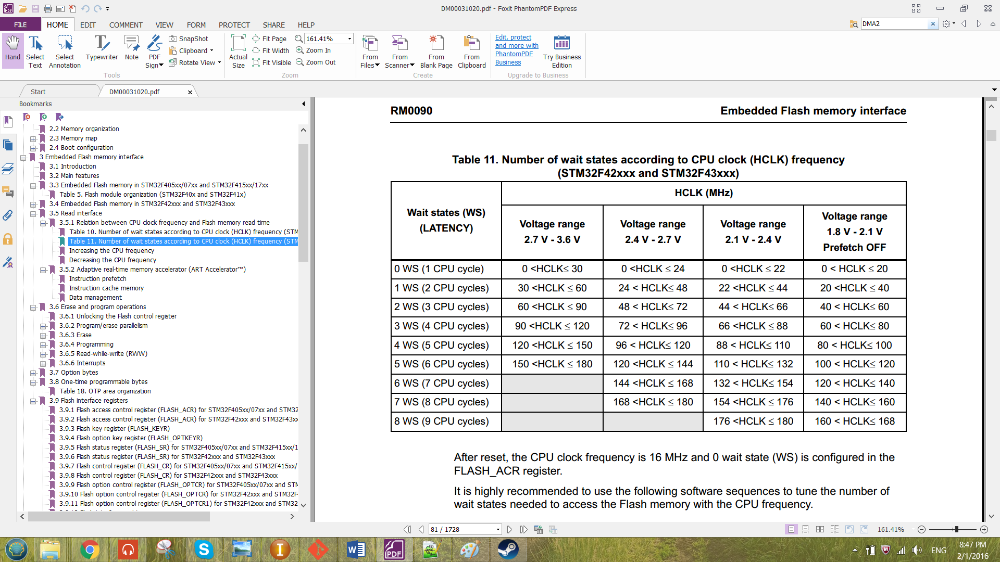 DM00031020.pdf - Foxit PhantomPDF Express
FILE HOME EDIT COMMENT VIEW FORM PROTECT SHARE HELP
DMA2
Hand
Select Text
Select Annotation
Typewriter
Note
PDF Sign
SnapShot
Clipboard
Rotate View
Tools
Actual Size
Fit Page
Fit Width
Fit Visible
161.41%
Zoom In
Zoom Out
Zoom
From Files
From Scanner
From Blank Page
From Clipboard
Create
Edit, protect
and more with
PhantomPDF
Business
Try Business Edition
Upgrade to Business
Start
DM00031020.pdf
Bookmarks
2.2 Memory organization
2.3 Memory map
2.4 Boot configuration
3 Embedded Flash memory interface
3.1 Introduction
3.2 Main features
3.3 Embedded Flash memory in STM32F405xx/07xx and STM32F415xx/17xx
Table 5. Flash module organization (STM32F40x and STM32F41x)
3.4 Embedded Flash memory in STM32F42xxx and STM32F43xxx
3.5 Read interface
3.5.1 Relation between CPU clock frequency and Flash memory read time
Table 10. Number of wait states according to CPU clock (HCLK) frequency (STM
Table 11. Number of wait states according to CPU clock (HCLK) frequency (STM
Increasing the CPU frequency
Decreasing the CPU frequency
3.5.2 Adaptive real-time memory accelerator (ART Accelerator™)
Instruction prefetch
Instruction cache memory
Data management
3.6 Erase and program operations
3.6.1 Unlocking the Flash control register
3.6.2 Program/erase parallelism
3.6.3 Erase
3.6.4 Programming
3.6.5 Read-while-write (RWW)
3.6.6 Interrupts
3.7 Option bytes
3.8 One-time programmable bytes
Table 18. OTP area organization
3.9 Flash interface registers
3.9.1 Flash access control register (FLASH_ACR) for STM32F405xx/07xx and STM32
3.9.2 Flash access control register (FLASH_ACR) for STM32F42xxx and STM32F43xx
3.9.3 Flash key register (FLASH_KEYR)
3.9.4 Flash option key register (FLASH_OPTKEYR)
3.9.5 Flash status register (FLASH_SR) for STM32F405xx/07xx and STM32F415xx/1
3.9.6 Flash status register (FLASH_SR) for STM32F42xxx and STM32F43xxx
3.9.7 Flash control register (FLASH_CR) for STM32F405xx/07xx and STM32F415xx/
3.9.8 Flash control register (FLASH_CR) for STM32F42xxx and STM32F43xxx
3.9.9 Flash option control register (FLASH_OPTCR) for STM32F405xx/07xx and STM
3.9.10 Flash option control register (FLASH_OPTCR) for STM32F42xxx and STM32F
3.9.11 Flash option control register (FLASH_OPTCR1) for STM32F42xxx and STM32
RM0090 Embedded Flash memory interface
Table 11. Number of wait states according to CPU clock (HCLK) frequency
(STM32F42xxx and STM32F43xxx)
Wait states (WS)
(LATENCY)
HCLK (MHz)
Voltage range
2.7 V - 3.6 V
Voltage range
2.4 V - 2.7 V
Voltage range
2.1 V - 2.4 V
Voltage range
1.8 V - 2.1 V
Prefetch OFF
0 WS (1 CPU cycle) 0 <HCLK≤ 30 0 <HCLK ≤ 24 0 <HCLK ≤ 22 0 < HCLK ≤ 20
1 WS (2 CPU cycles) 30 <HCLK ≤ 60 24 < HCLK≤ 48 22 <HCLK ≤ 44 20 <HCLK ≤ 40
2 WS (3 CPU cycles) 60 <HCLK ≤ 90 48 < HCLK≤ 72 44 < HCLK≤ 66 40 < HCLK≤ 60
3 WS (4 CPU cycles) 90 <HCLK ≤ 120 72 < HCLK≤ 96 66 <HCLK ≤ 88 60 < HCLK≤ 80
4 WS (5 CPU cycles) 120 <HCLK ≤ 150 96 < HCLK≤ 120 88 < HCLK≤ 110 80 < HCLK≤ 100
5 WS (6 CPU cycles) 150 <HCLK ≤ 180 120 <HCLK ≤ 144 110 < HCLK≤ 132 100 < HCLK≤ 120
6 WS (7 CPU cycles) 144 <HCLK ≤ 168 132 < HCLK≤ 154 120 < HCLK≤ 140
7 WS (8 CPU cycles) 168 <HCLK ≤ 180 154 <HCLK ≤ 176 140 < HCLK≤ 160
8 WS (9 CPU cycles) 176 <HCLK ≤ 180 160 < HCLK≤ 168
After reset, the CPU clock frequency is 16 MHz and 0 wait state (WS) is configured in the
FLASH_ACR register.
It is highly recommended to use the following software sequences to tune the number of
wait states needed to access the Flash memory with the CPU frequency.
81 / 1728
161.41%
ENG
8:47 PM
2/1/2016